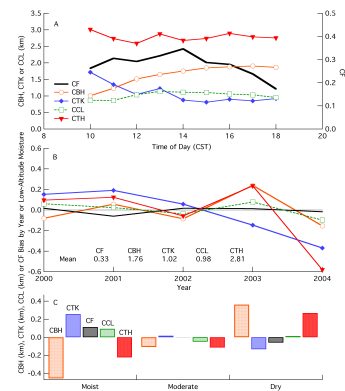 A
3.5
3.0
2.5
2.0
1.5
1.0
0.5
0.0
CBH, CTK or CCL (km)
0.5
0.4
0.3
0.2
0.1
0.0
CF
CF
CBH
CTK
CCL
CTH
8 10 12 14 16 18 20
Time of Day (CST)
B
0.6
0.4
0.2
0.0
-0.2
-0.4
-0.6
CF CBH CTK CCL CTH
Mean 0.33 1.76 1.02 0.98 2.81
2000 2001 2002 2003 2004
Year
CBH, CTK (km), CCL (km) or CF Bias by Year or Low-Altitude Moisture
C
0.4
0.2
0.0
-0.2
-0.4
CTK
CF
CCL
CBH
CTH
Moist Moderate Dry